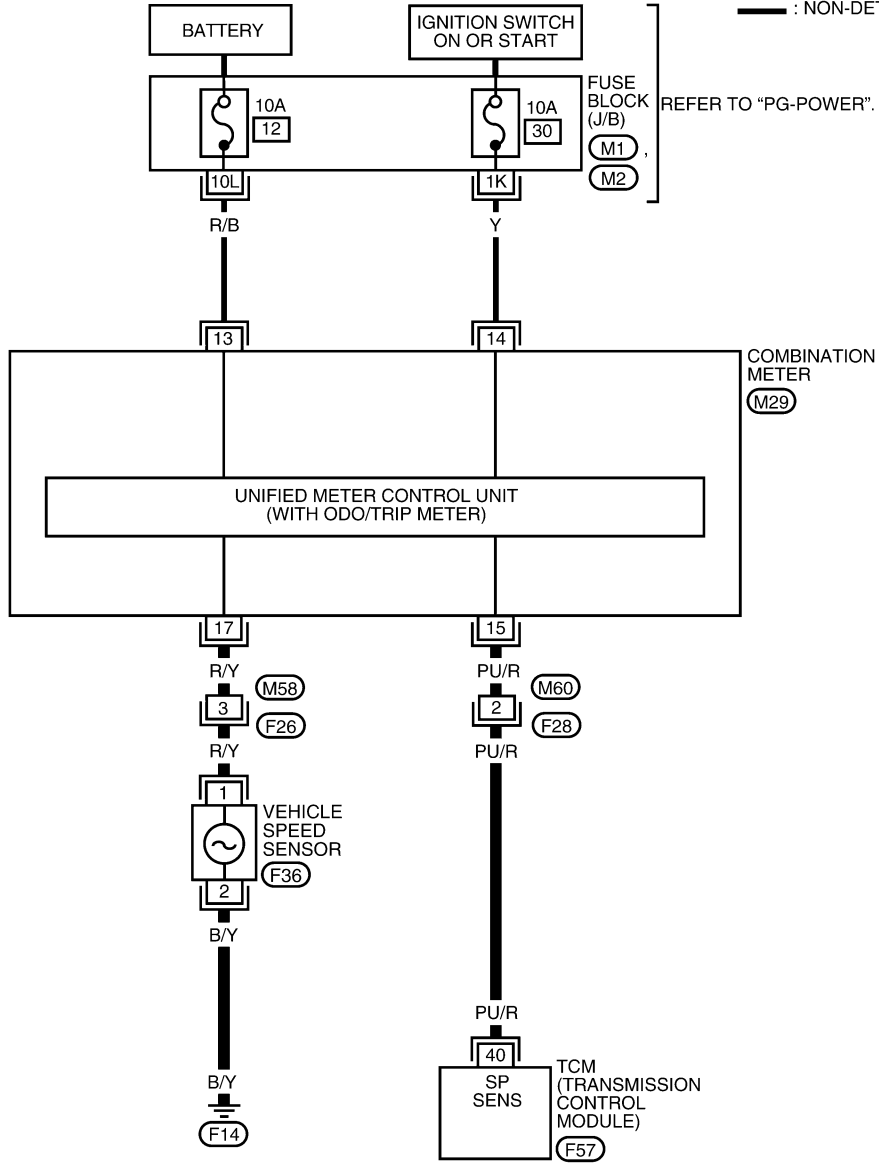 : NON-DET
BATTERY
IGNITION SWITCH
ON OR START
FUSE
BLOCK
(J/B)
REFER TO “PG-POWER”.
10A
12
10A
30
M1 ,
M2
10L
1K
R/B
Y
13
14
COMBINATION
METER
M29
UNIFIED METER CONTROL UNIT
(WITH ODO/TRIP METER)
17
15
R/Y
PU/R
M58
M60
3
2
F26
F28
R/Y
PU/R
1
VEHICLE
SPEED
SENSOR
F36
2
B/Y
PU/R
40
SP
SENS
TCM
(TRANSMISSION
CONTROL
MODULE)
F57
B/Y
F14